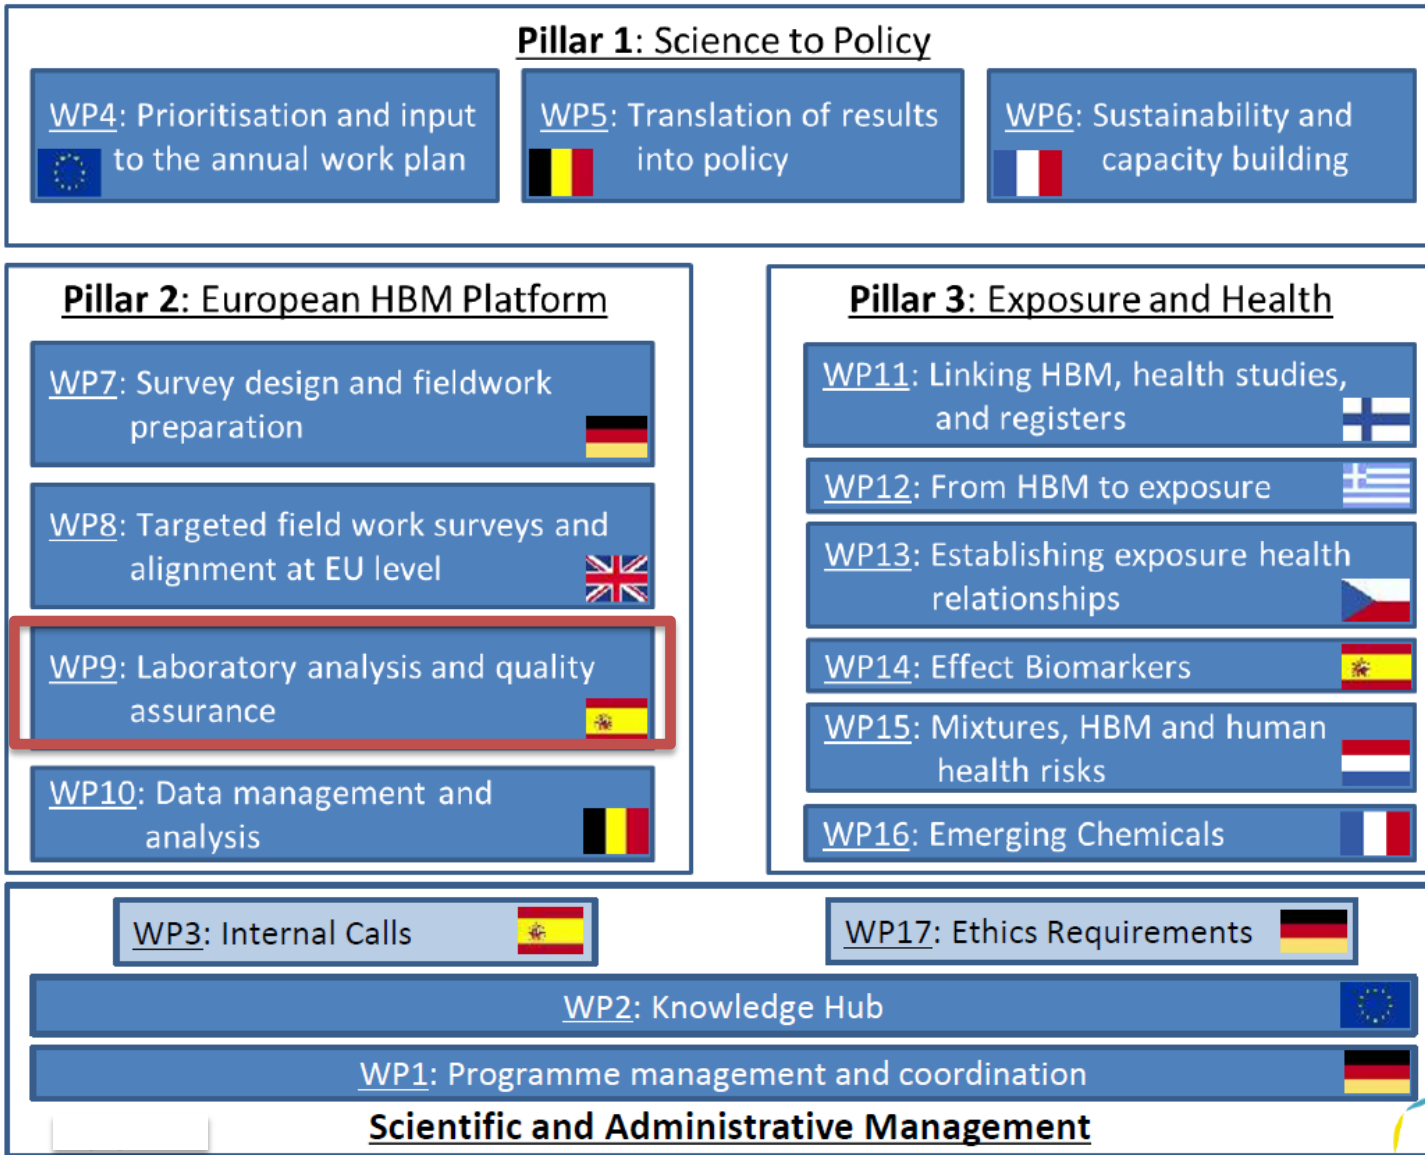 Pillar 1: Science to Policy
WP4: Prioritisation and input
to the annual work plan
WP5: Translation of results
into policy
WP6: Sustainability and
capacity building
Pillar 2: European HBM Platform
WP7: Survey design and fieldwork
preparation
WP8: Targeted field work surveys and
alignment at EU level
WP9: Laboratory analysis and quality
assurance
WP10: Data management and
analysis
Pillar 3: Exposure and Health
WP11: Linking HBM, health studies,
and registers
WP12: From HBM to exposure
WP13: Establishing exposure health
relationships
WP14: Effect Biomarkers
WP15: Mixtures, HBM and human
health risks
WP16: Emerging Chemicals
WP3: Internal Calls
WP17: Ethics Requirements
WP2: Knowledge Hub
WP1: Programme management and coordination
Scientific and Administrative Management